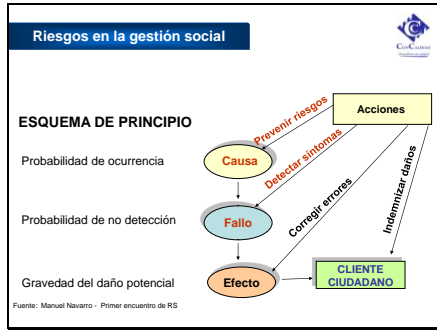 Riesgos en la gestión social
CONCALIDAD
Acciones
ESQUEMA DE PRINCIPIO
Prevenir riesgos
Detectar síntomas
Corregir errores
Indemnizar daños
Probabilidad de ocurrencia
Causa
Probabilidad de no detección
Fallo
Gravedad del daño potencial
Efecto
CLIENTE
CIUDADANO
Fuente: Manuel Navarro - Primer encuentro de RS